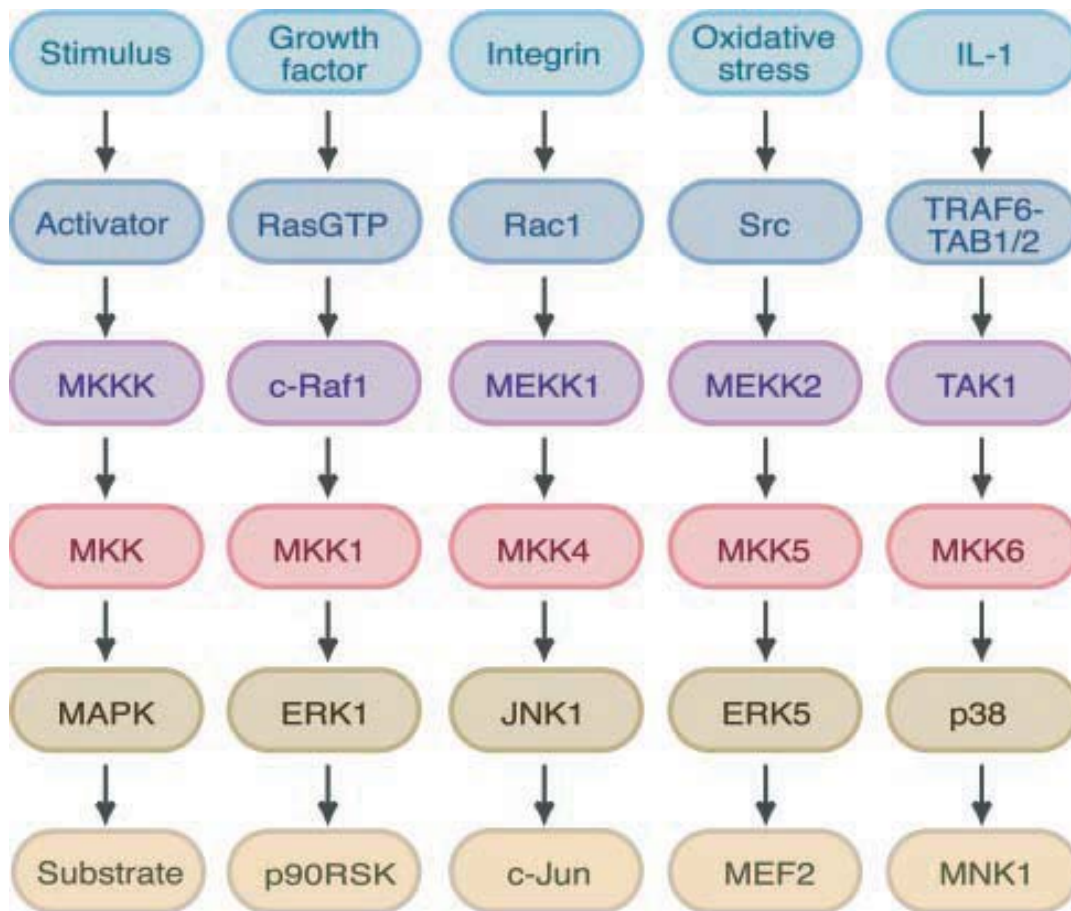 Stimulus
Growth
factor
Integrin
Oxidative
stress
IL-1
Activator
RasGTP
Rac1
Src
TRAF6-
TAB1/2
MKKK
c-Raf1
MEKK1
MEKK2
TAK1
MKK
MKK1
MKK4
MKK5
MKK6
MAPK
ERK1
JNK1
ERK5
p38
Substrate
p90RSK
c-Jun
MEF2
MNK1